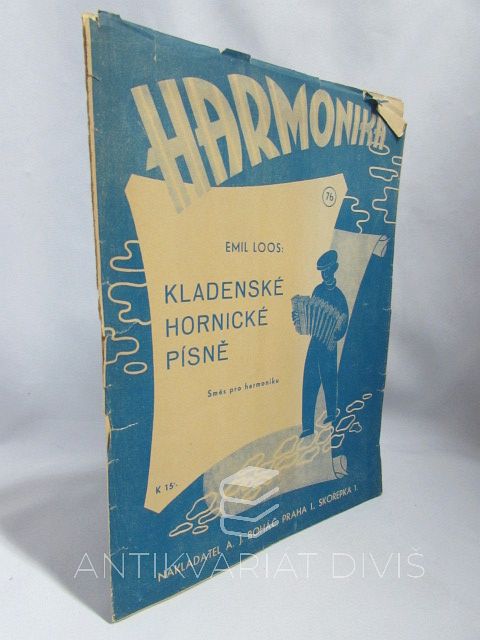 HARMONIKA
76
EMIL LOOS:
KLADENSKÉ
HORNICKÉ
PÍSNĚ
Směs pro harmoniku
K 15·-
NAKLADATEL A. J. BOHÁČ, PRAHA I., SKOŘEPKA 1.
ANTIKVARIÁT DIVIŠ